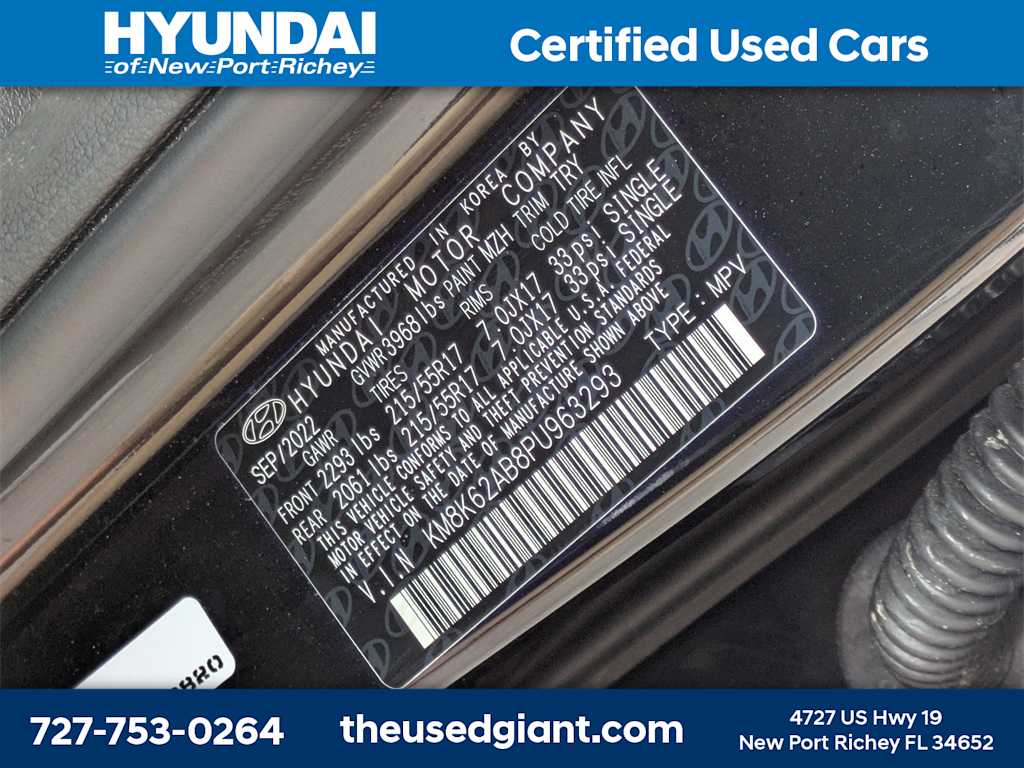 HYUNDAI
of New Port Richey
Certified Used Cars
MANUFACTURED IN KOREA BY
HYUNDAI MOTOR COMPANY
SEP/2022 GVWR 3968 lbs PAINT MZH TRIM TRY
GAWR TIRES RIMS COLD TIRE INFL
FRONT 2293 lbs 215/55R17 7.0JX17 33 psi SINGLE
REAR 2061 lbs 215/55R17 7.0JX17 33 psi SINGLE
THIS VEHICLE CONFORMS TO ALL APPLICABLE U.S.A. FEDERAL
MOTOR VEHICLE SAFETY AND THEFT PREVENTION STANDARDS
IN EFFECT ON THE DATE OF MANUFACTURE SHOWN ABOVE
V.I.N KM8K62AB8PU963293 TYPE : MPV
727-753-0264
theusedgiant.com
4727 US Hwy 19
New Port Richey FL 34652